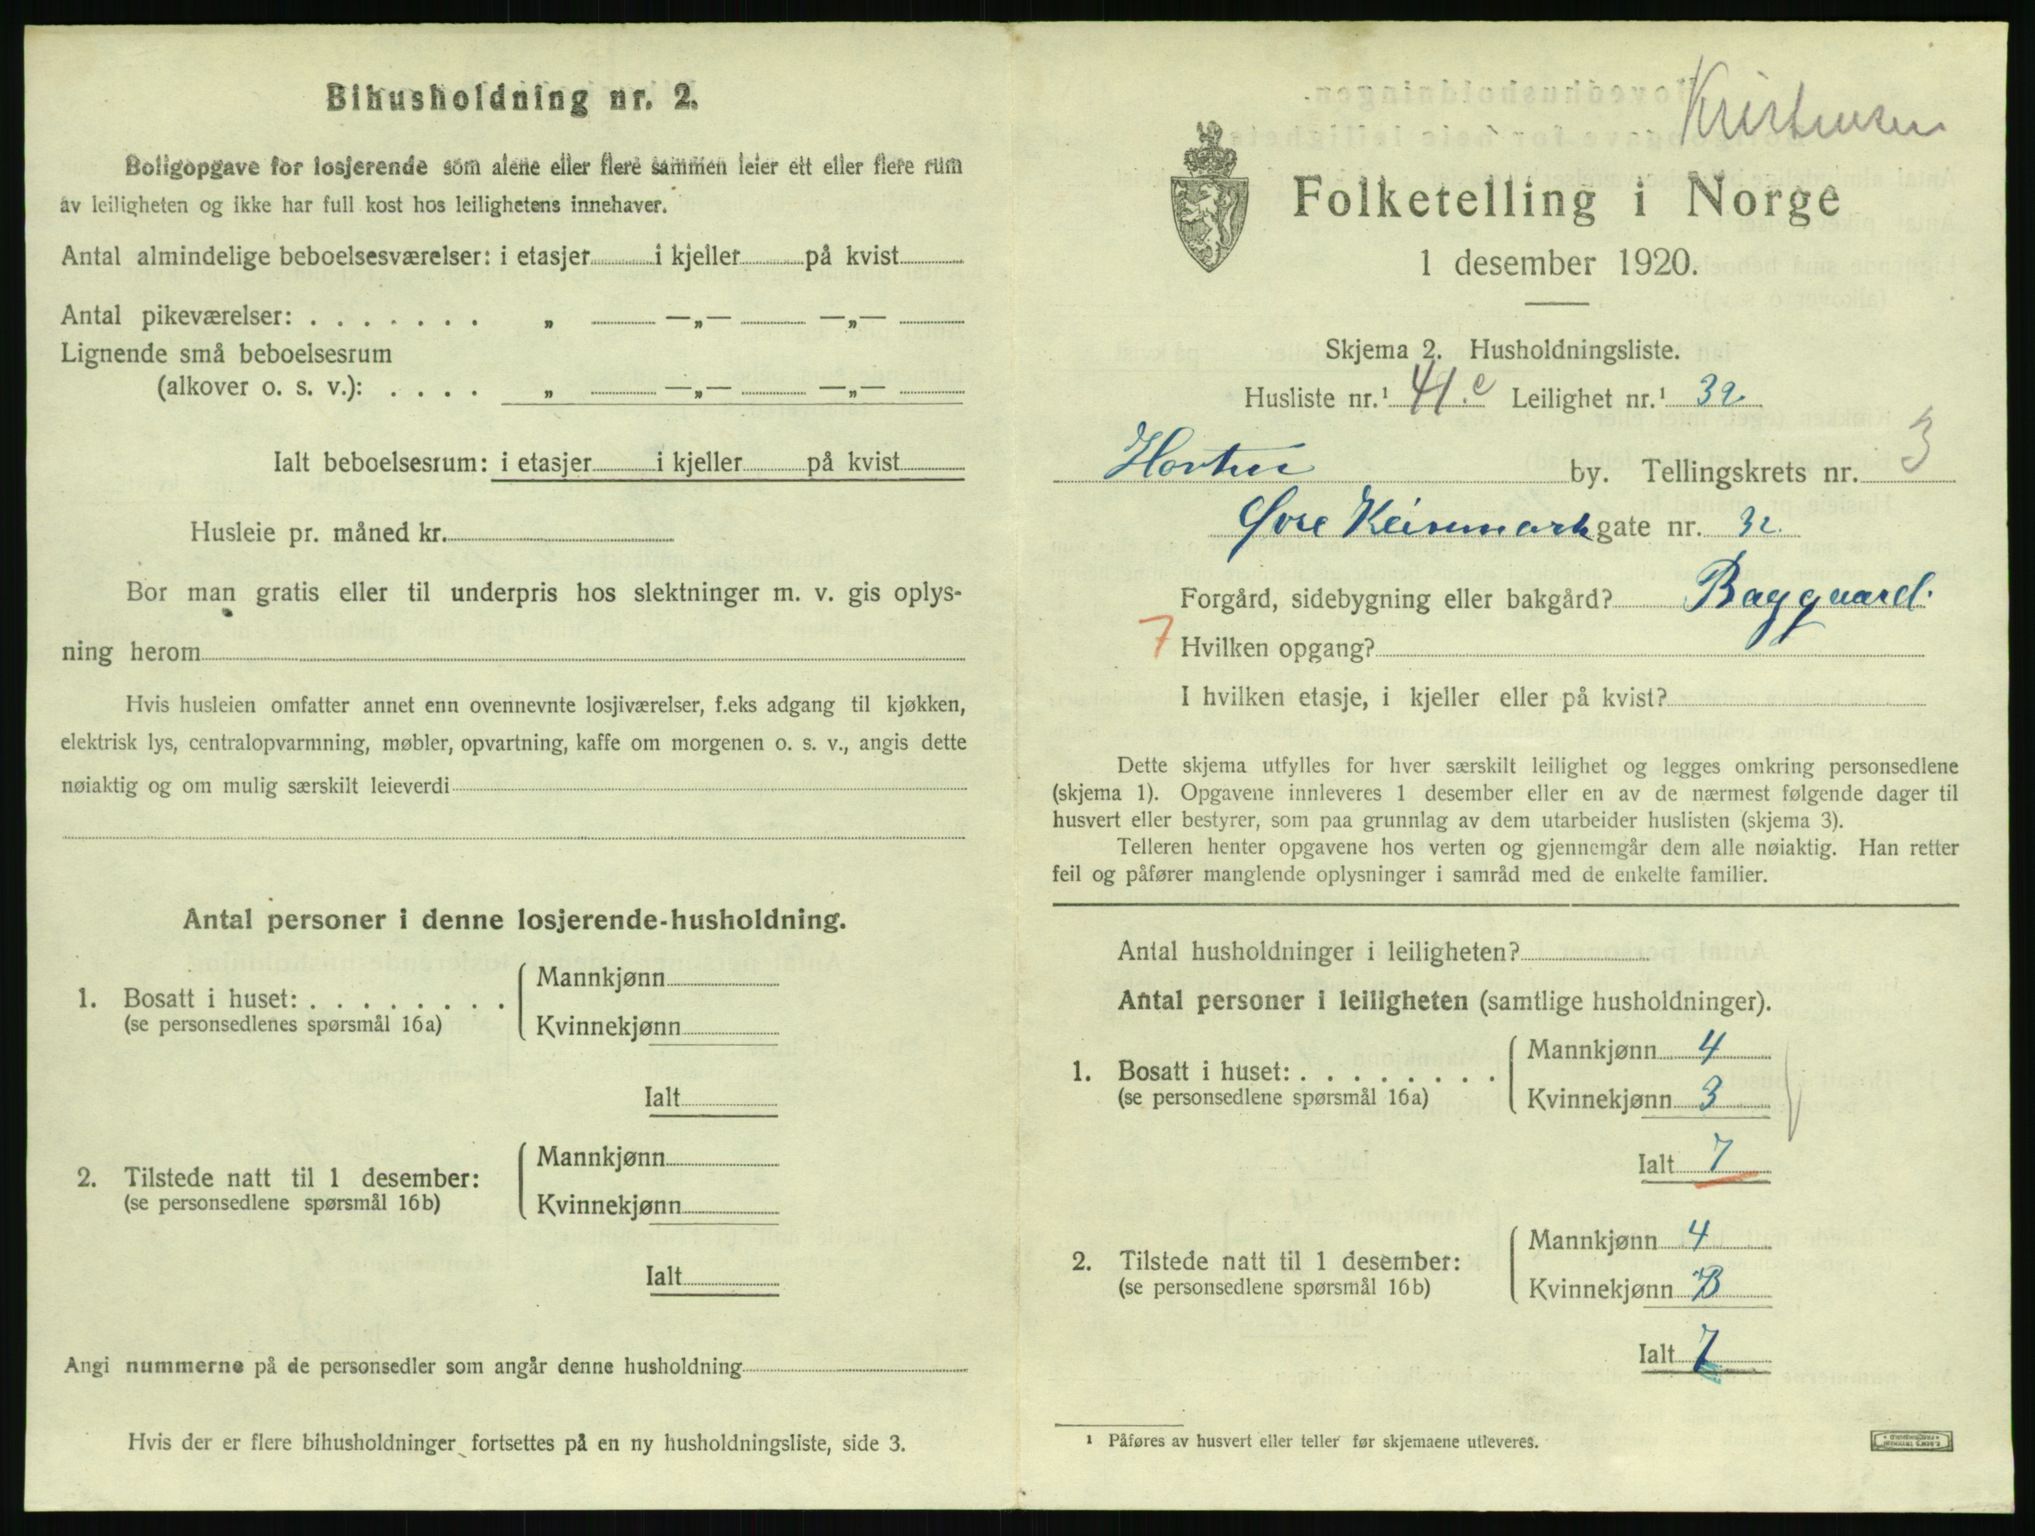 Bihusholdning nr. 2.
Boligopgave for losjerende som alene eller flere sammen leier ett eller flere rum
av leiligheten og ikke har full kost hos leilighetens innehaver.
Antal almindelige beboelsesværelser: i etasjer i kjeller på kvist
Antal pikeværelser: . . . . . . . „ —„— —„—
Lignende små beboelsesrum
(alkover o. s. v.): . . . . „ —„— —„—
Ialt beboelsesrum: i etasjer i kjeller på kvist
Husleie pr. måned kr.
Bor man gratis eller til underpris hos slektninger m. v. gis oplys-
ning herom
Hvis husleien omfatter annet enn ovennevnte losjiværelser, f.eks adgang til kjøkken,
elektrisk lys, centralopvarmning, møbler, opvartning, kaffe om morgenen o. s. v., angis dette
nøiaktig og om mulig særskilt leieverdi
Antal personer i denne losjerende-husholdning.
1. Bosatt i huset: . . . . . . . .
(se personsedlenes spørsmål 16a)
Mannkjønn
Kvinnekjønn
Ialt
2. Tilstede natt til 1 desember:
(se personsedlene spørsmål 16b)
Mannkjønn
Kvinnekjønn
Ialt
Angi nummerne på de personsedler som angår denne husholdning
Hvis der er flere bihusholdninger fortsettes på en ny husholdningsliste, side 3.
Kristensen
Folketelling i Norge
1 desember 1920.
Skjema 2. Husholdningsliste.
Husliste nr.¹ 41.c Leilighet nr.¹ 32
Horten by. Tellingskrets nr. 3
Øvre Keisemark gate nr. 32
Forgård, sidebygning eller bakgård? Baggaard.
7 Hvilken opgang?
I hvilken etasje, i kjeller eller på kvist?
Dette skjema utfylles for hver særskilt leilighet og legges omkring personsedlene
(skjema 1). Opgavene innleveres 1 desember eller en av de nærmest følgende dager til
husvert eller bestyrer, som paa grunnlag av dem utarbeider huslisten (skjema 3).
Telleren henter opgavene hos verten og gjennemgår dem alle nøiaktig. Han retter
feil og påfører manglende oplysninger i samråd med de enkelte familier.
Antal husholdninger i leiligheten?
Antal personer i leiligheten (samtlige husholdninger).
1. Bosatt i huset: . . . . . . . .
(se personsedlene spørsmål 16a)
Mannkjønn 4
Kvinnekjønn 3
Ialt 7
2. Tilstede natt til 1 desember:
(se personsedlene spørsmål 16b)
Mannkjønn 4
Kvinnekjønn 3
Ialt 7
¹ Påføres av husvert eller teller før skjemaene utleveres.